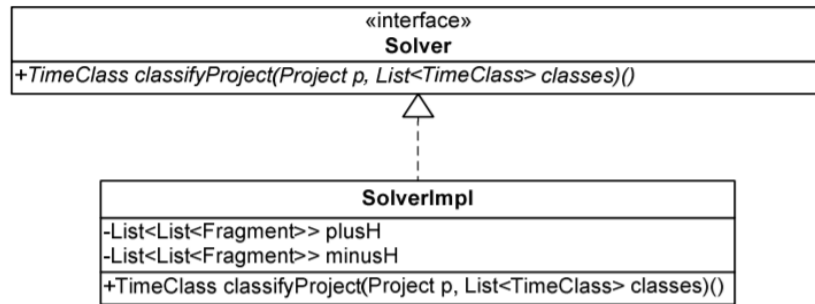 «interface»
Solver
+TimeClass classifyProject(Project p, List<TimeClass> classes)()
SolverImpl
-List<List<Fragment>> plusH
-List<List<Fragment>> minusH
+TimeClass classifyProject(Project p, List<TimeClass> classes)()